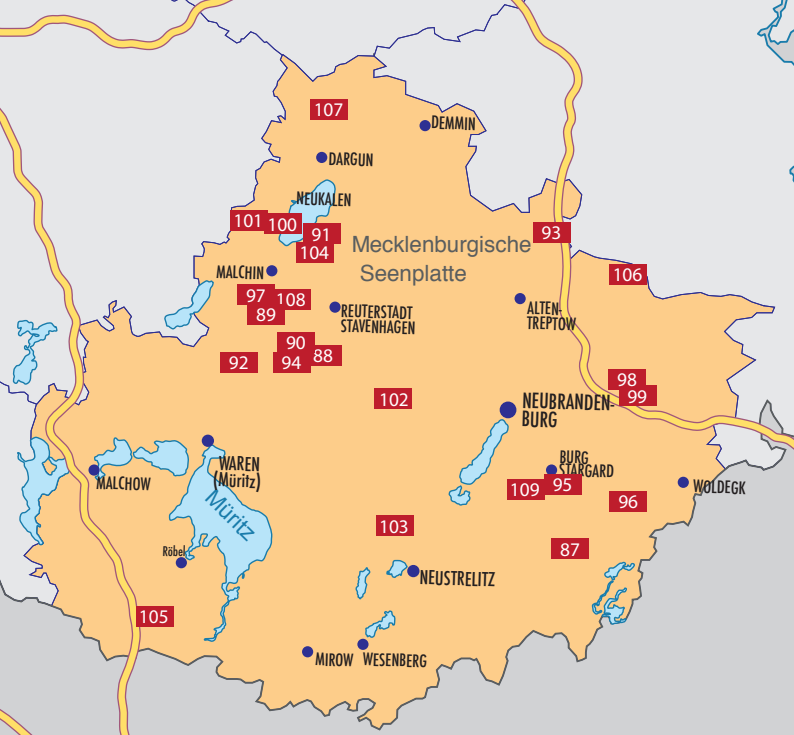 107
DEMMIN
DARGUN
NEUKALEN
101
100
91
93
Mecklenburgische
Seenplatte
104
MALCHIN
106
97
108
89
REUTERSTADT
STAVENHAGEN
ALTEN-
TREPTOW
90
88
92
94
98
99
102
NEUBRANDEN-
BURG
WAREN
(Müritz)
MALCHOW
BURG
STARGARD
109
95
WOLDEGK
96
Müritz
103
87
Röbel
NEUSTRELITZ
105
MIROW
WESENBERG